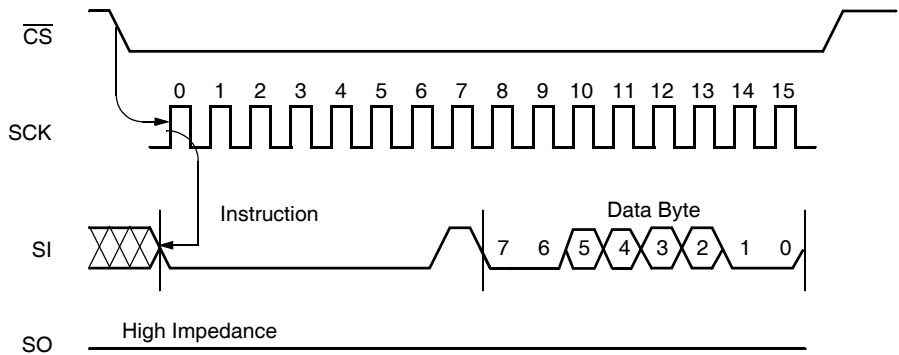 CS
0 1 2 3 4 5 6 7 8 9 10 11 12 13 14 15
SCK
Instruction
Data Byte
SI
7 6 5 4 3 2 1 0
High Impedance
SO